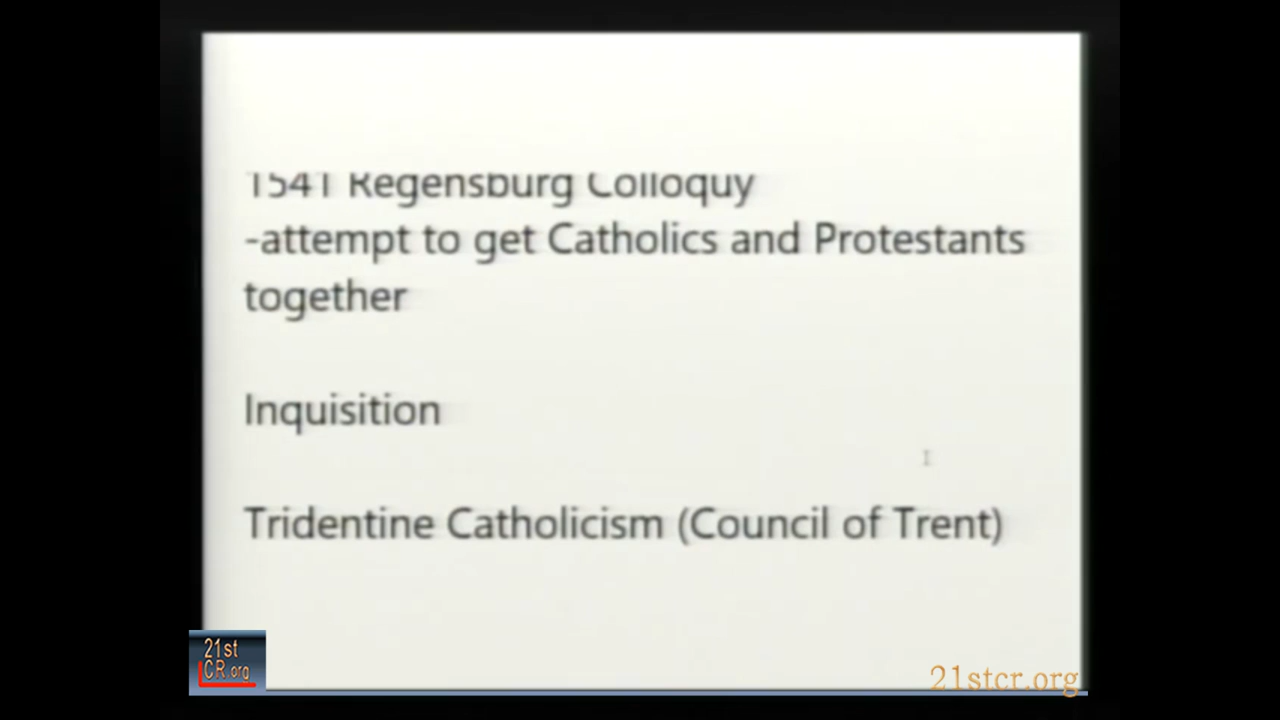 1541 Regensburg Colloquy
-attempt to get Catholics and Protestants
together
Inquisition
Tridentine Catholicism (Council of Trent)
21st
CR.org
21stcr.org